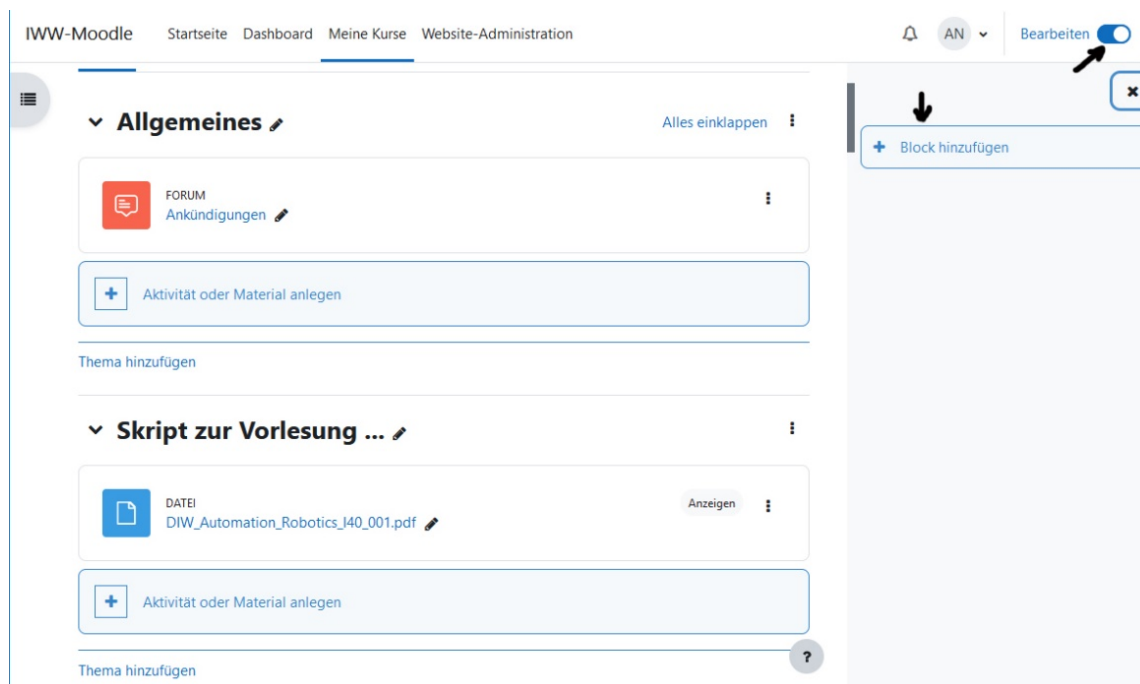 IWW-Moodle Startseite Dashboard Meine Kurse Website-Administration AN Bearbeiten
Allgemeines Alles einklappen
Block hinzufügen
FORUM
Ankündigungen
Aktivität oder Material anlegen
Thema hinzufügen
Skript zur Vorlesung ...
DATEI
DIW_Automation_Robotics_I40_001.pdf Anzeigen
Aktivität oder Material anlegen
?
Thema hinzufügen